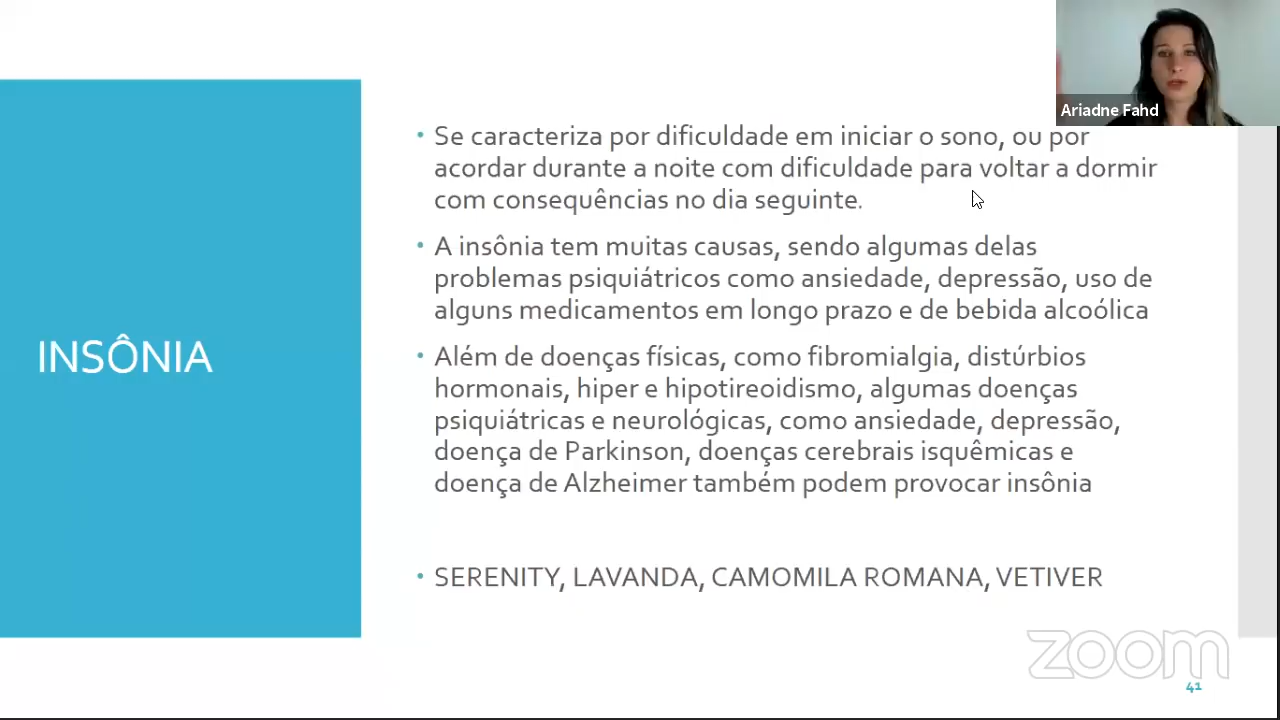 Ariadne Fahd
INSÔNIA
• Se caracteriza por dificuldade em iniciar o sono, ou por
acordar durante a noite com dificuldade para voltar a dormir
com consequências no dia seguinte.
• A insônia tem muitas causas, sendo algumas delas
problemas psiquiátricos como ansiedade, depressão, uso de
alguns medicamentos em longo prazo e de bebida alcoólica
• Além de doenças físicas, como fibromialgia, distúrbios
hormonais, hiper e hipotireoidismo, algumas doenças
psiquiátricas e neurológicas, como ansiedade, depressão,
doença de Parkinson, doenças cerebrais isquêmicas e
doença de Alzheimer também podem provocar insônia
• SERENITY, LAVANDA, CAMOMILA ROMANA, VETIVER
zoom
41